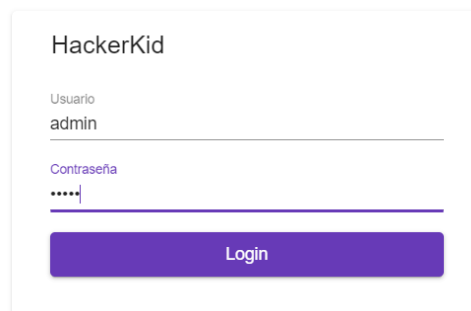 HackerKid
Usuario
admin
Contraseña
•••••
Login